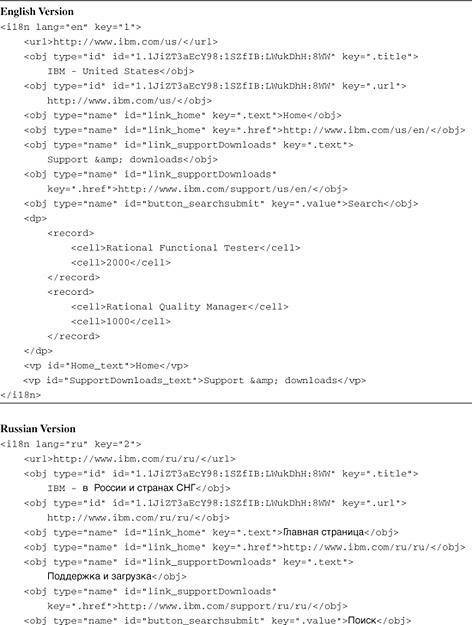 English Version
<i18n lang="en" key="1">
<url>http://www.ibm.com/us/</url>
<obj type="id" id="1.1JiZT3aEcY98:1SZfIB:LWukDhH:8WW" key=".title">
IBM - United States</obj>
<obj type="id" id="1.1JiZT3aEcY98:1SZfIB:LWukDhH:8WW" key=".url">
http://www.ibm.com/us/</obj>
<obj type="name" id="link_home" key=".text">Home</obj>
<obj type="name" id="link_home" key=".href">http://www.ibm.com/us/en/</obj>
<obj type="name" id="link_supportDownloads" key=".text">
Support &amp; downloads</obj>
<obj type="name" id="link_supportDownloads"
key=".href">http://www.ibm.com/support/us/en/</obj>
<obj type="name" id="button_searchsubmit" key=".value">Search</obj>
<dp>
<record>
<cell>Rational Functional Tester</cell>
<cell>2000</cell>
</record>
<record>
<cell>Rational Quality Manager</cell>
<cell>1000</cell>
</record>
</dp>
<vp id="Home_text">Home</vp>
<vp id="SupportDownloads_text">Support &amp; downloads</vp>
</i18n>
Russian Version
<i18n lang="ru" key="2">
<url>http://www.ibm.com/ru/ru/</url>
<obj type="id" id="1.1JiZT3aEcY98:1SZfIB:LWukDhH:8WW" key=".title">
IBM - в России и странах СНГ</obj>
<obj type="id" id="1.1JiZT3aEcY98:1SZfIB:LWukDhH:8WW" key=".url">
http://www.ibm.com/ru/ru/</obj>
<obj type="name" id="link_home" key=".text">Главная страница</obj>
<obj type="name" id="link_home" key=".href">http://www.ibm.com/ru/ru/</obj>
<obj type="name" id="link_supportDownloads" key=".text">
Поддержка и загрузка</obj>
<obj type="name" id="link_supportDownloads"
key=".href">http://www.ibm.com/support/ru/ru/</obj>
<obj type="name" id="button_searchsubmit" key=".value">Поиск</obj>